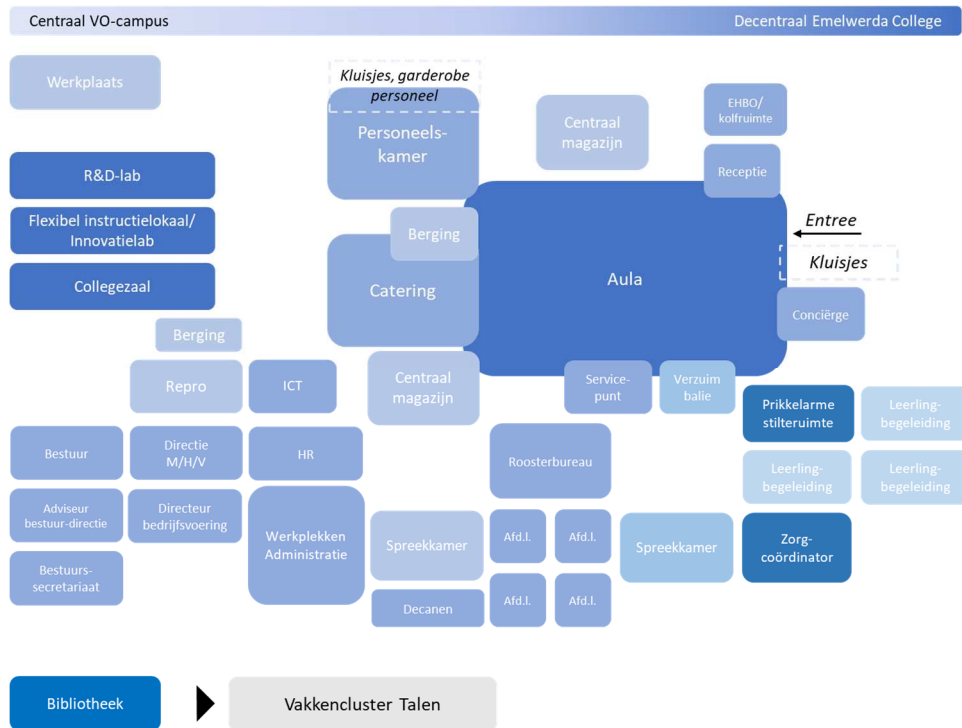 Centraal VO-campus
Decentraal Emelwerda College
Werkplaats
Kluisjes, garderobe
personeel
Personeels-
kamer
Centraal
magazijn
EHBO/
kolfruimte
Receptie
R&D-lab
Flexibel instructielokaal/
Innovatielab
Collegezaal
Berging
Catering
Aula
Entree
Kluisjes
Conciërge
Berging
Repro
ICT
Centraal
magazijn
Service-
punt
Verzuim
balie
Prikkelarme
stilteruimte
Leerling-
begeleiding
Bestuur
Directie
M/H/V
HR
Roosterbureau
Leerling-
begeleiding
Leerling-
begeleiding
Adviseur
bestuur-directie
Directeur
bedrijfsvoering
Werkplekken
Administratie
Spreekkamer
Afd.l.
Afd.l.
Spreekkamer
Zorg-
coördinator
Bestuurs-
secretariaat
Decanen
Afd.l.
Afd.l.
Bibliotheek
Vakkencluster Talen